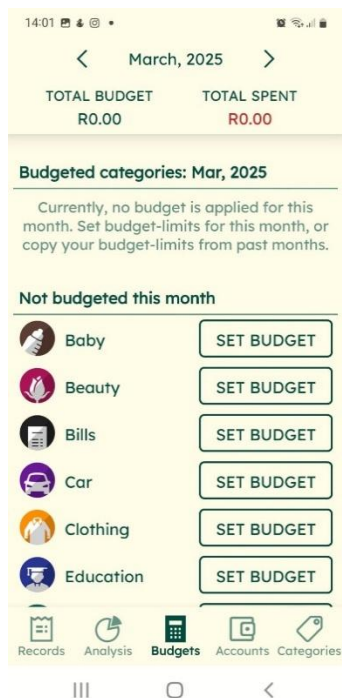 14:01
March, 2025
TOTAL BUDGET TOTAL SPENT
R0.00 R0.00
Budgeted categories: Mar, 2025
Currently, no budget is applied for this
month. Set budget-limits for this month, or
copy your budget-limits from past months.
Not budgeted this month
Baby SET BUDGET
Beauty SET BUDGET
Bills SET BUDGET
Car SET BUDGET
Clothing SET BUDGET
Education SET BUDGET
Records Analysis Budgets Accounts Categories